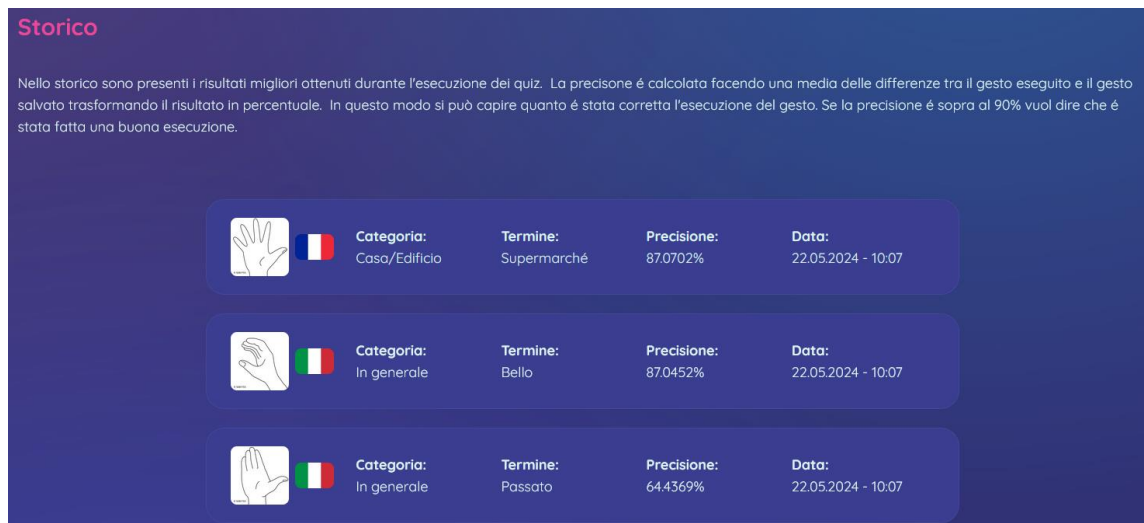 Storico
Nello storico sono presenti i risultati migliori ottenuti durante l'esecuzione dei quiz. La precisone é calcolata facendo una media delle differenze tra il gesto eseguito e il gesto
salvato trasformando il risultato in percentuale. In questo modo si può capire quanto é stata corretta l'esecuzione del gesto. Se la precisione é sopra al 90% vuol dire che é
stata fatta una buona esecuzione.
Categoria: Termine: Precisione: Data:
Casa/Edificio Supermarché 87.0702% 22.05.2024 - 10:07
Categoria: Termine: Precisione: Data:
In generale Bello 87.0452% 22.05.2024 - 10:07
Categoria: Termine: Precisione: Data:
In generale Passato 64.4369% 22.05.2024 - 10:07